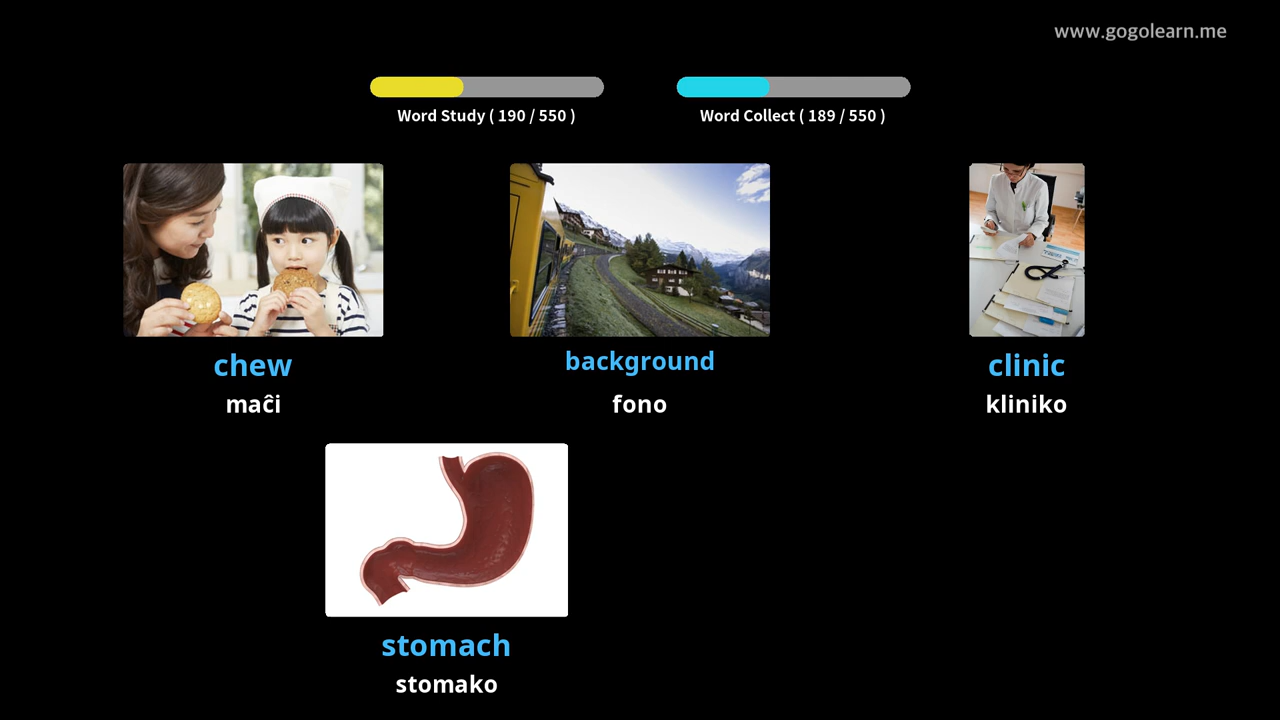 www.gogolearn.me
Word Study ( 190 / 550 )
Word Collect ( 189 / 550 )
chew
maĉi
background
fono
clinic
kliniko
stomach
stomako